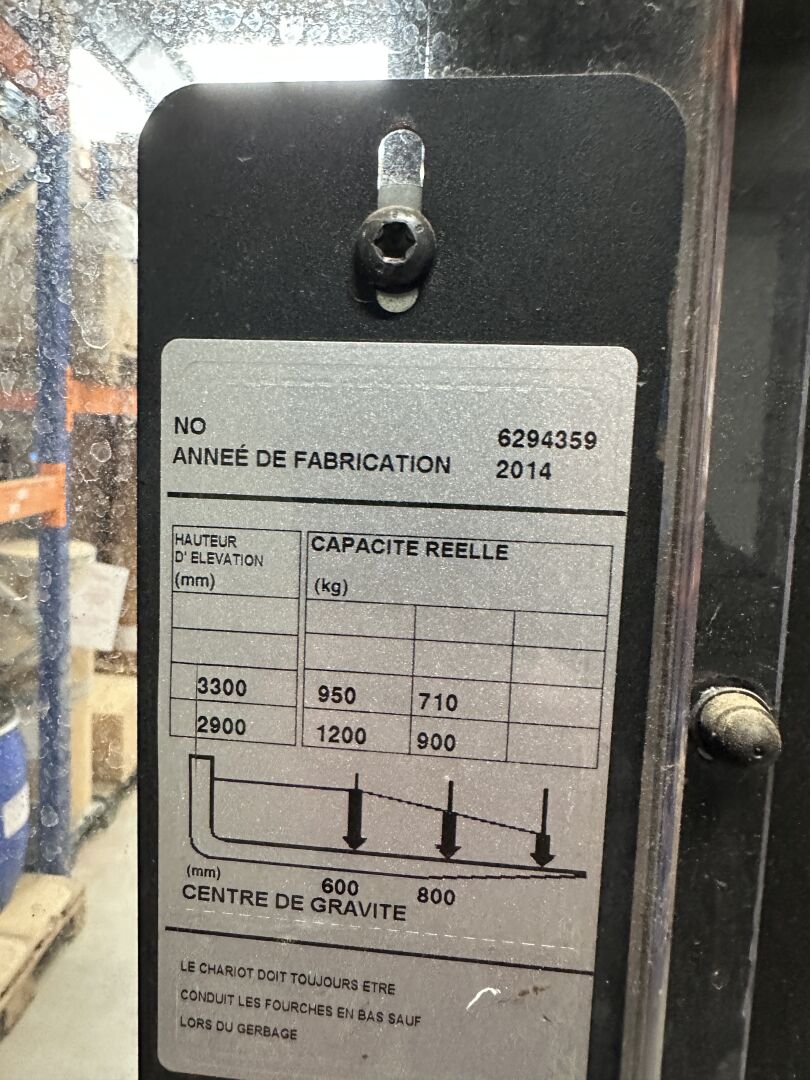 NO 6294359
ANNEÉ DE FABRICATION 2014
HAUTEUR
D' ELEVATION
(mm)
CAPACITE REELLE
(kg)
3300 950 710
2900 1200 900
(mm) 600 800
CENTRE DE GRAVITE
LE CHARIOT DOIT TOUJOURS ETRE
CONDUIT LES FOURCHES EN BAS SAUF
LORS DU GERBAGE